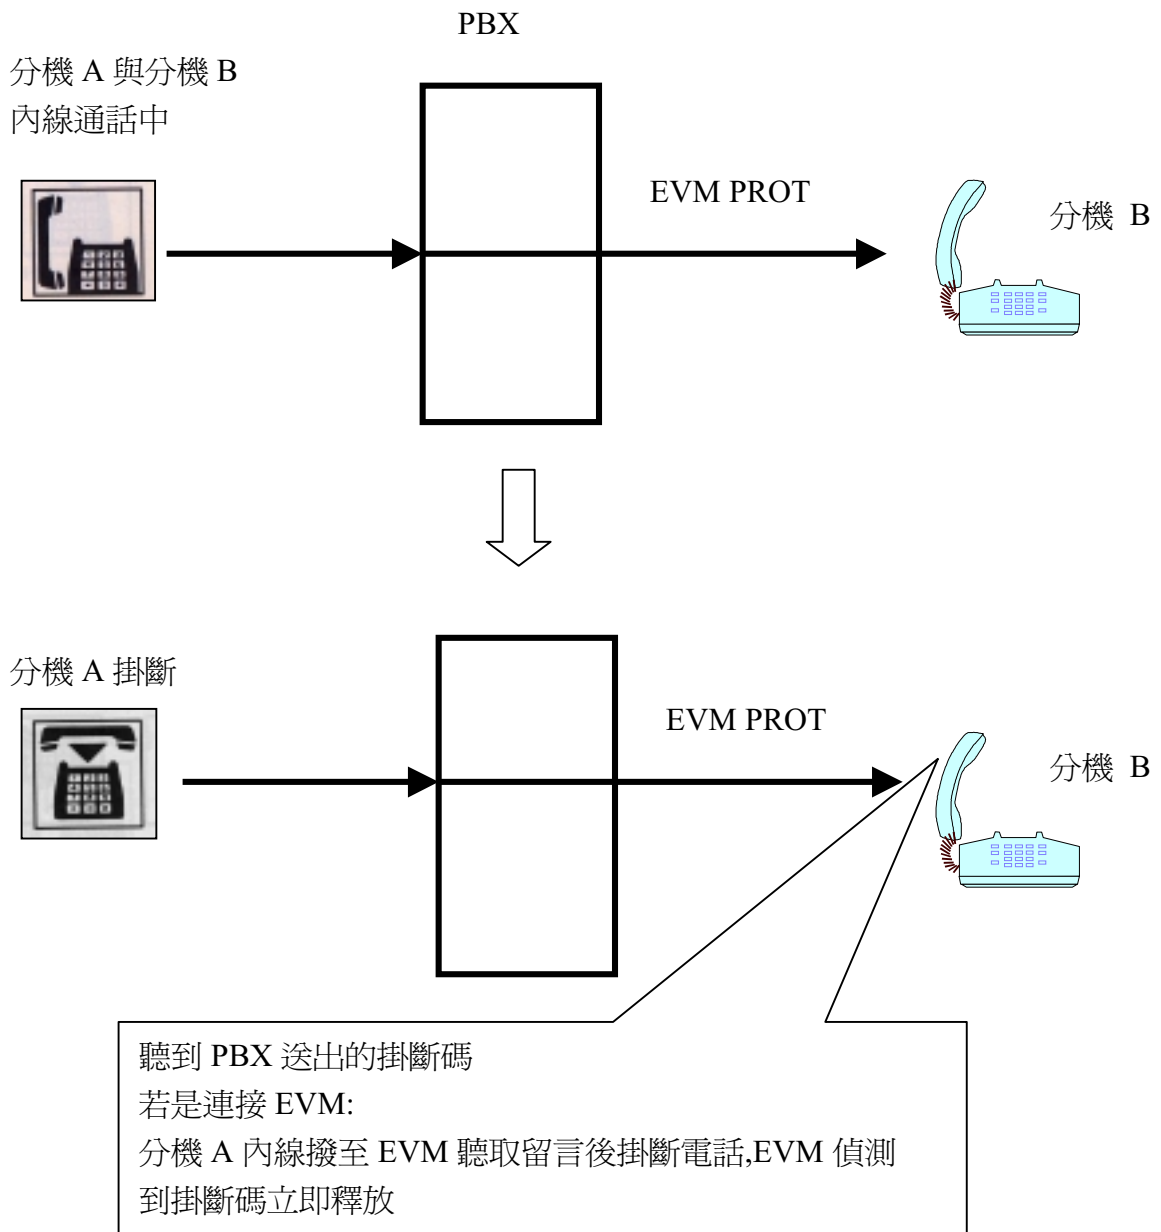 PBX
分機 A 與分機 B
內線通話中
EVM PROT
分機 B
分機 A 掛斷
EVM PROT
分機 B
聽到 PBX 送出的掛斷碼
若是連接 EVM:
分機 A 內線撥至 EVM 聽取留言後掛斷電話,EVM 偵測
到掛斷碼立即釋放